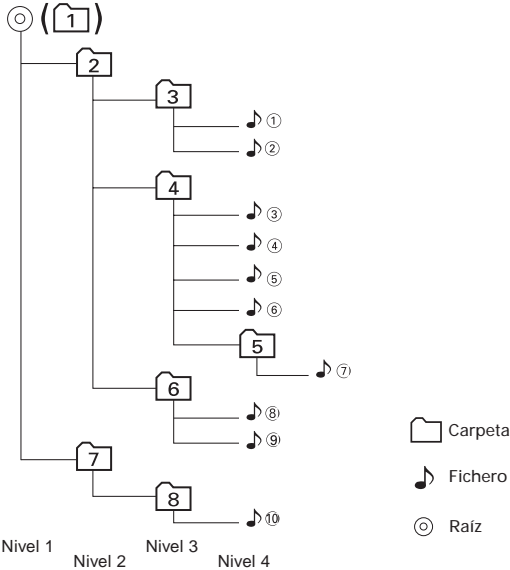 (1)
2
3
①
②
4
③
④
⑤
⑥
5
⑦
6
⑧
⑨
7
8
⑩
Carpeta
Fichero
Raíz
Nivel 1
Nivel 2
Nivel 3
Nivel 4